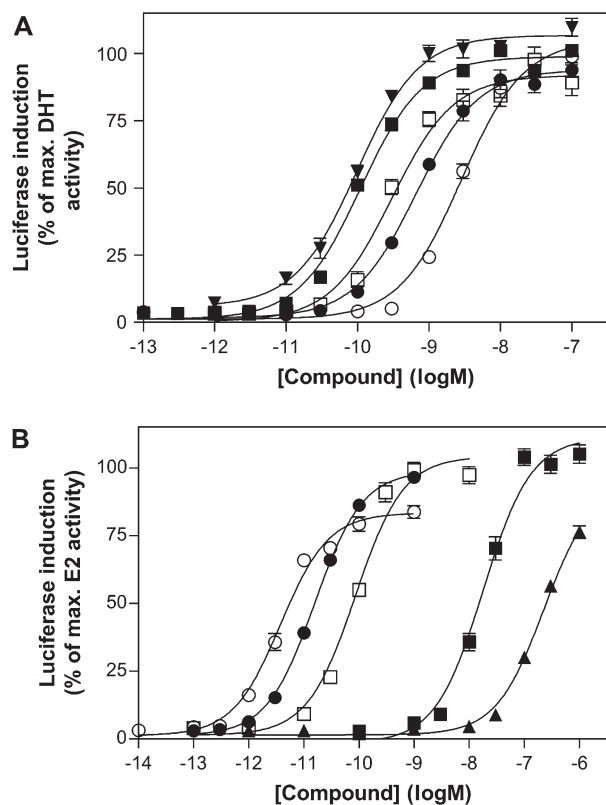 A
Luciferase induction
(% of max. DHT
activity)
100
75
50
25
0
-13 -12 -11 -10 -9 -8 -7
[Compound] (logM)
B
Luciferase induction
(% of max. E2 activity)
100
75
50
25
0
-14 -13 -12 -11 -10 -9 -8 -7 -6
[Compound] (logM)